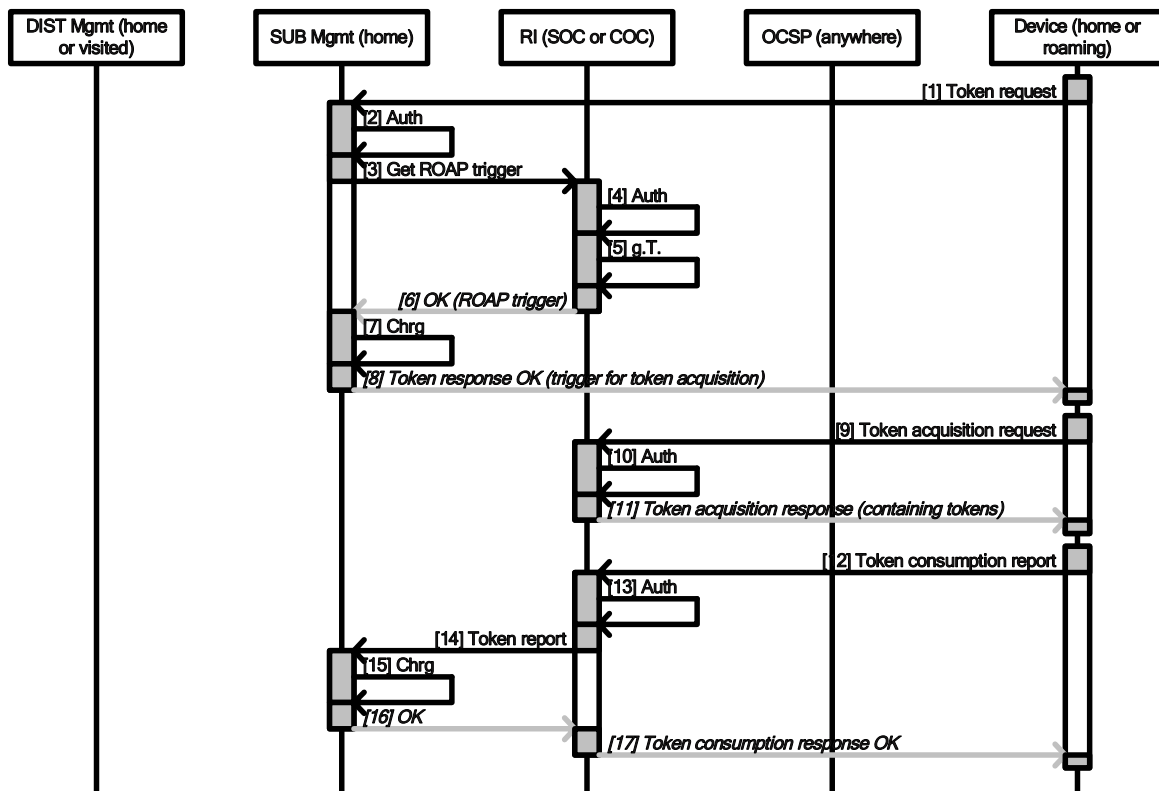 DIST Mgmt (home
or visited)
SUB Mgmt (home)
RI (SOC or COC)
OCSP (anywhere)
Device (home or
roaming)
[1] Token request
[2] Auth
[3] Get ROAP trigger
[4] Auth
[5] g.T.
[6] OK (ROAP trigger)
[7] Chrg
[8] Token response OK (trigger for token acquisition)
[9] Token acquisition request
[10] Auth
[11] Token acquisition response (containing tokens)
[12] Token consumption report
[13] Auth
[14] Token report
[15] Chrg
[16] OK
[17] Token consumption response OK